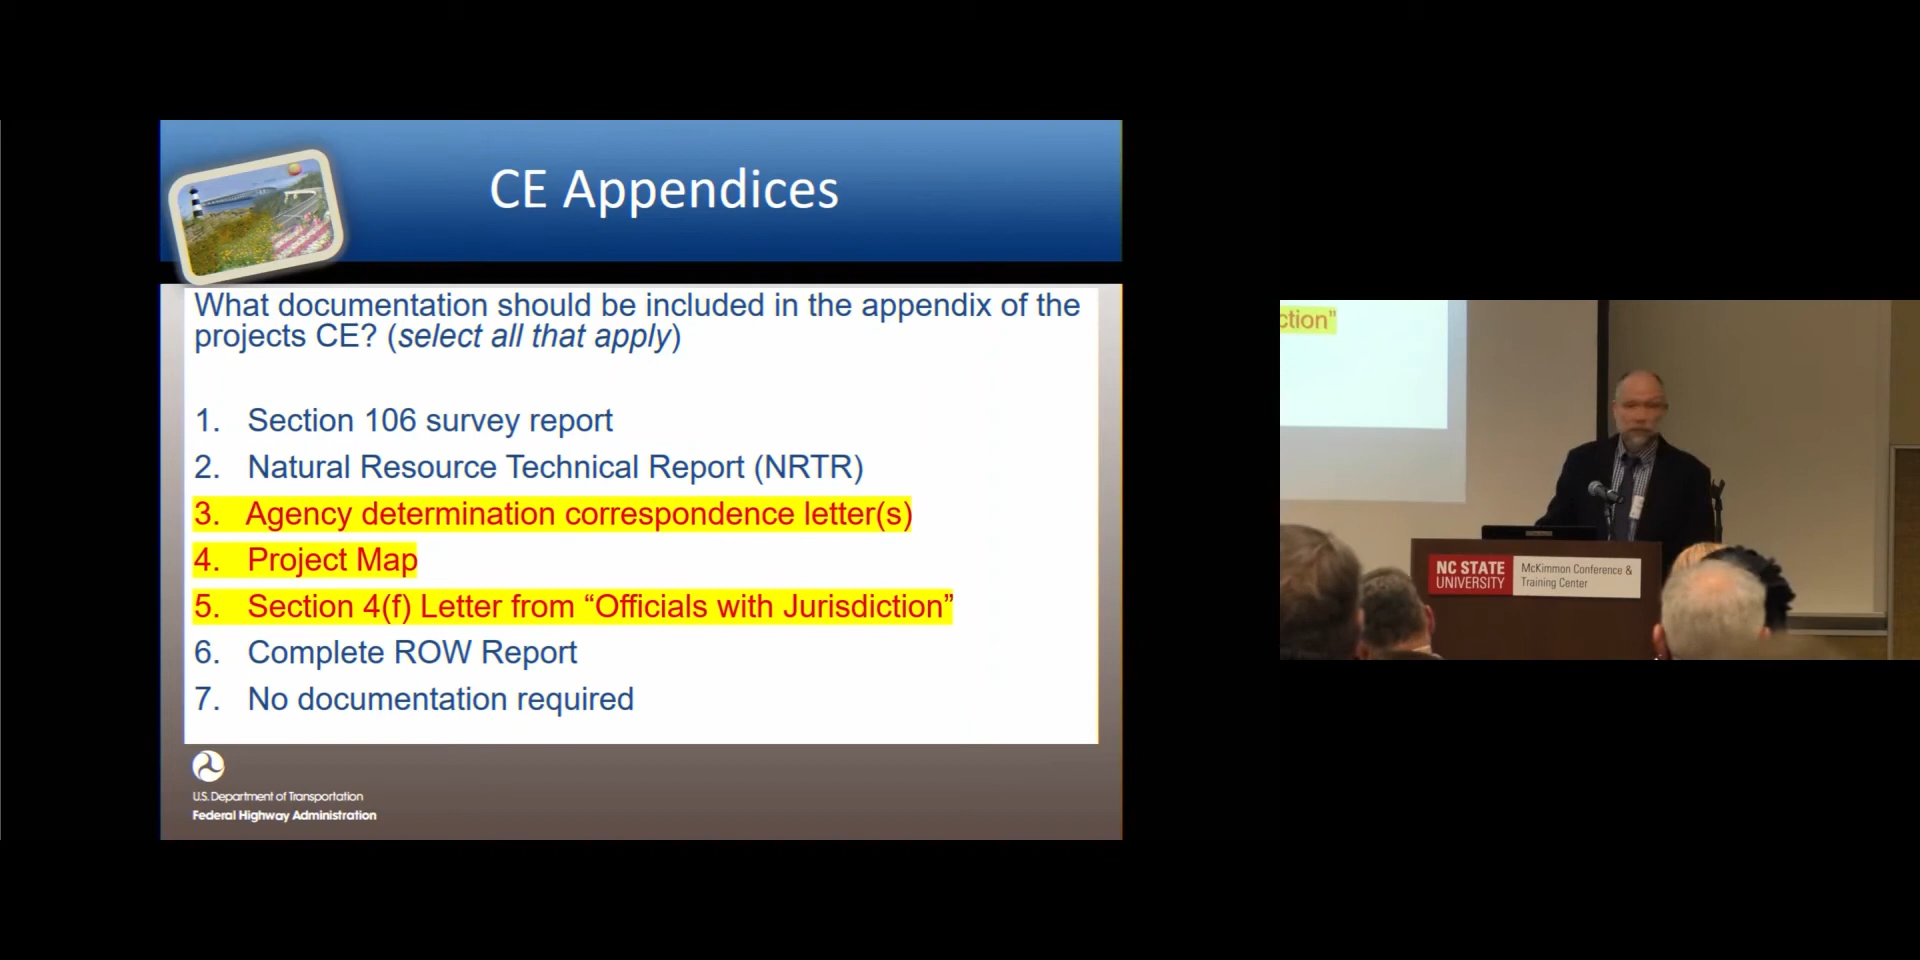 CE Appendices
What documentation should be included in the appendix of the
projects CE? (select all that apply)
1. Section 106 survey report
2. Natural Resource Technical Report (NRTR)
3. Agency determination correspondence letter(s)
4. Project Map
5. Section 4(f) Letter from “Officials with Jurisdiction”
6. Complete ROW Report
7. No documentation required
U.S. Department of Transportation
Federal Highway Administration
ction”
NC STATE
UNIVERSITY
McKimmon Conference &
Training Center